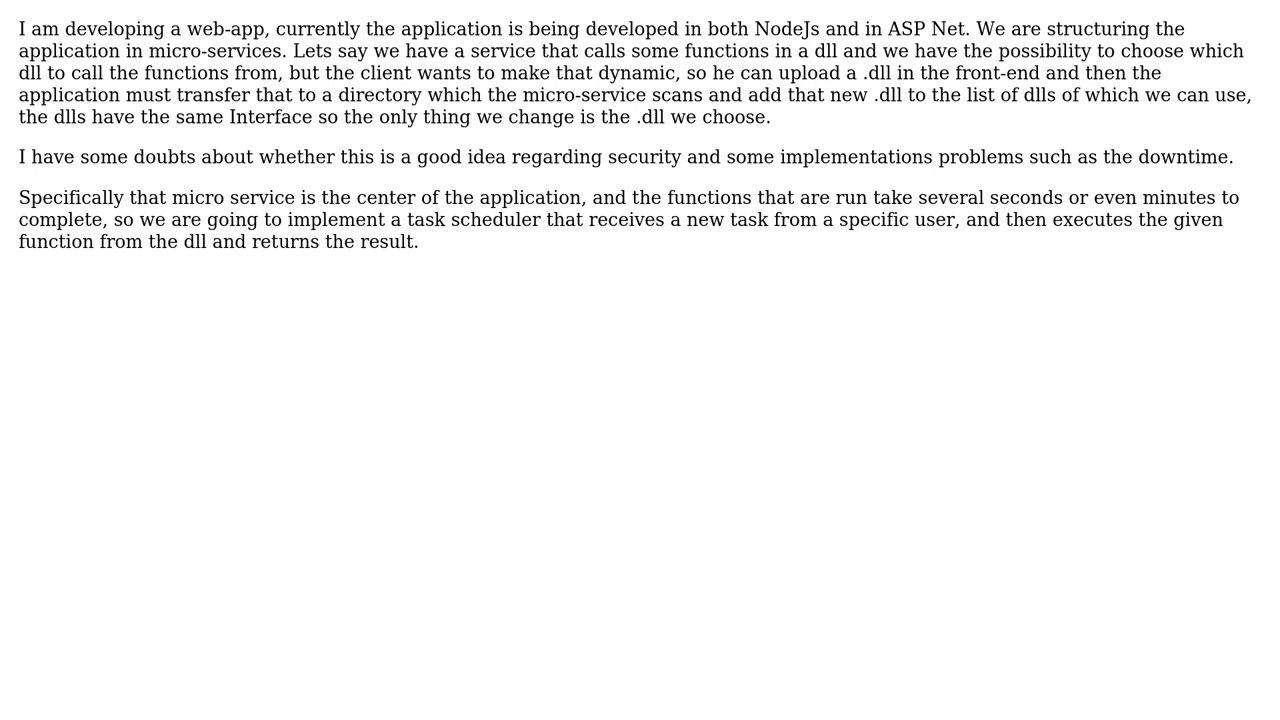 I am developing a web-app, currently the application is being developed in both NodeJs and in ASP Net. We are structuring the
application in micro-services. Lets say we have a service that calls some functions in a dll and we have the possibility to choose which
dll to call the functions from, but the client wants to make that dynamic, so he can upload a .dll in the front-end and then the
application must transfer that to a directory which the micro-service scans and add that new .dll to the list of dlls of which we can use,
the dlls have the same Interface so the only thing we change is the .dll we choose.
I have some doubts about whether this is a good idea regarding security and some implementations problems such as the downtime.
Specifically that micro service is the center of the application, and the functions that are run take several seconds or even minutes to
complete, so we are going to implement a task scheduler that receives a new task from a specific user, and then executes the given
function from the dll and returns the result.